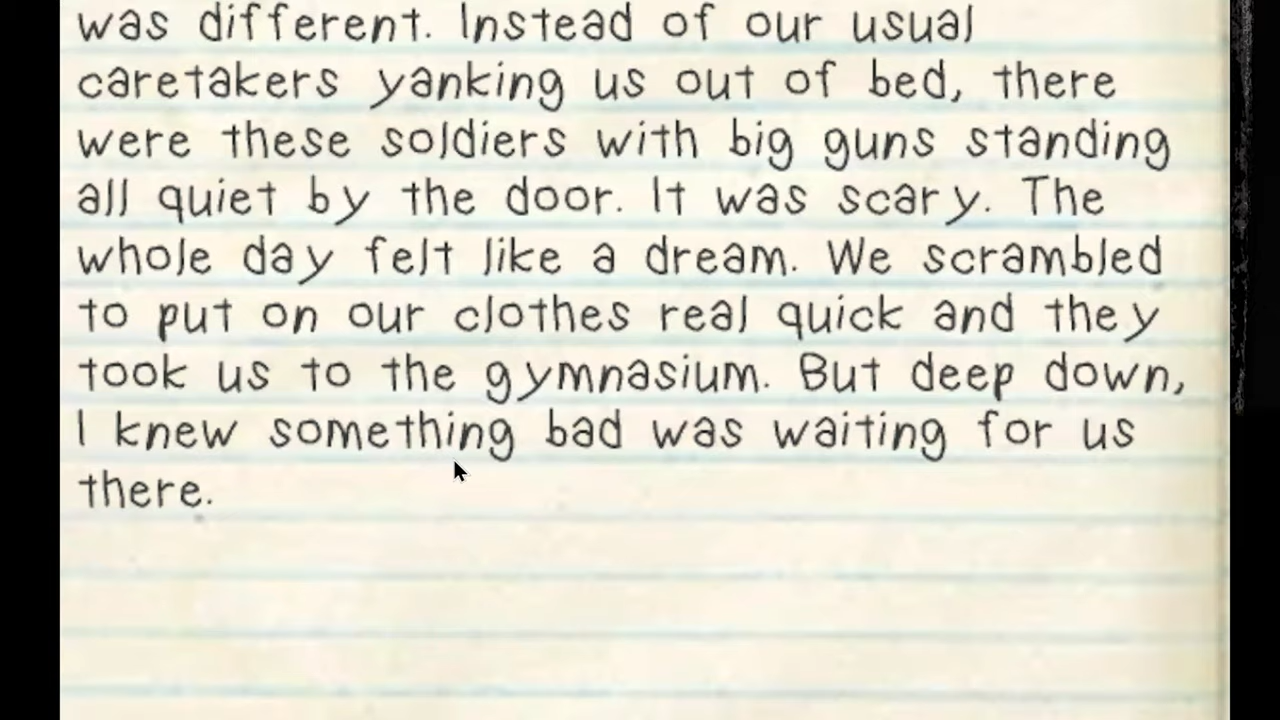 was different. Instead of our usual
caretakers yanking us out of bed, there
were these soldiers with big guns standing
all quiet by the door. It was scary. The
whole day felt like a dream. We scrambled
to put on our clothes real quick and they
took us to the gymnasium. But deep down,
I knew something bad was waiting for us
there.